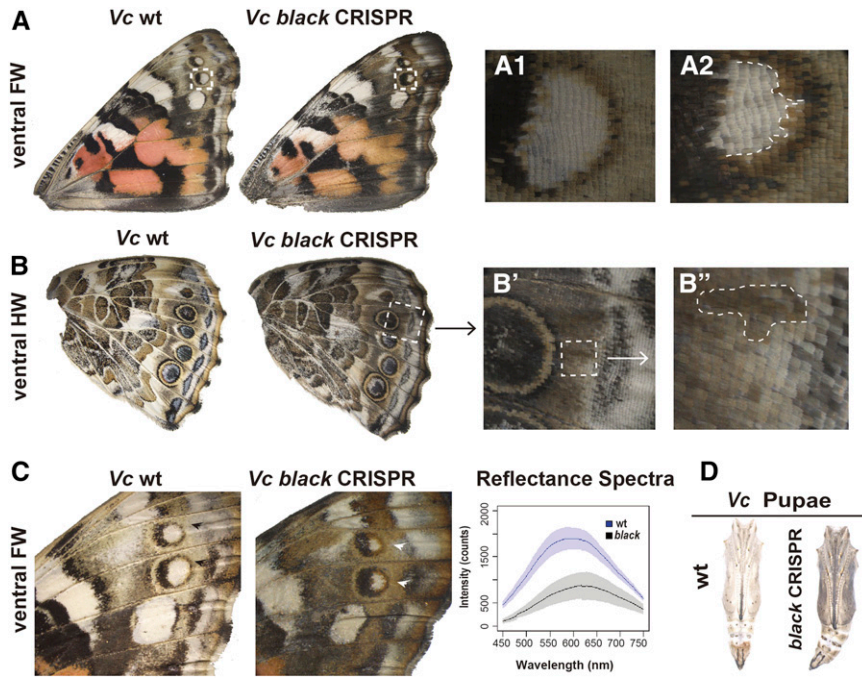 A
Vc wt
Vc black CRISPR
ventral FW
A1
A2
B
Vc wt
Vc black CRISPR
ventral HW
B'
B"
C
Vc wt
Vc black CRISPR
ventral FW
Reflectance Spectra
Intensity (counts)
2000
1500
500
0
wt
black
450 500 550 600 650 700 750
Wavelength (nm)
D
Vc Pupae
wt
black CRISPR